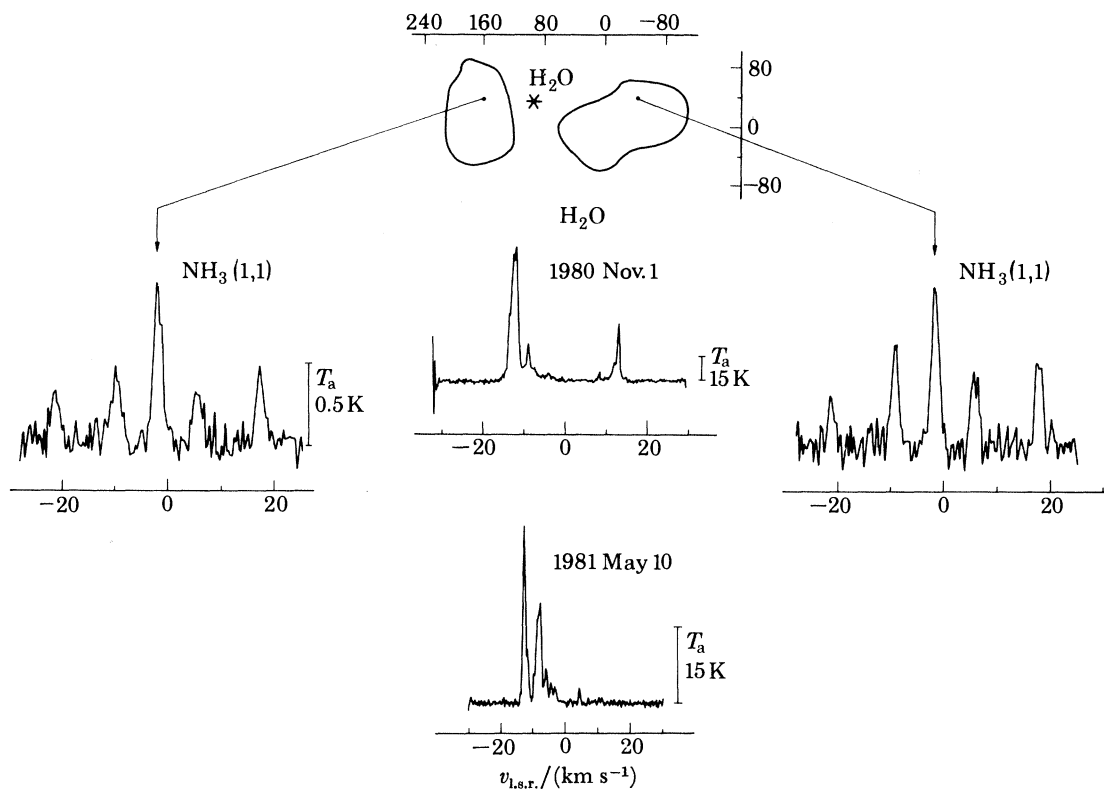 240 160 80 0 −80
80
0
−80
H₂O
H₂O
NH₃(1,1)
1980 Nov. 1
NH₃(1,1)
Tₐ
0.5 K
Tₐ
15 K
−20 0 20
−20 0 20
−20 0 20
1981 May 10
Tₐ
15 K
−20 0 20
v_l.s.r./(km s⁻¹)